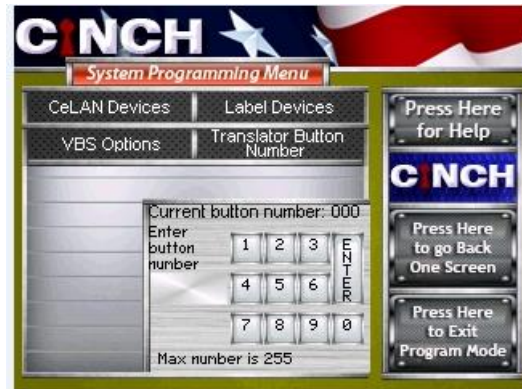 CINCH
System Programming Menu
CeLAN Devices
Label Devices
VBS Options
Translator Button
Number
Current button number: 000
Enter
button
number
1 2 3
4 5 6
7 8 9 0
ENTER
Max number is 255
Press Here
for Help
CINCH
Press Here
to go Back
One Screen
Press Here
to Exit
Program Mode